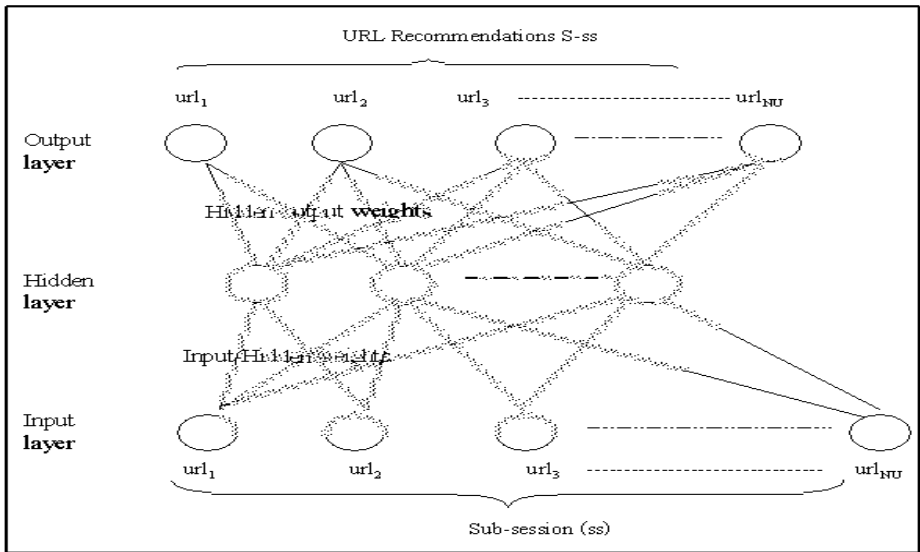 URL Recommendations S-ss
url1 url2 url3 urlNU
Output
layer
Hidden-output weights
Hidden
layer
Input-Hidden weights
Input
layer
url1 url2 url3 urlNU
Sub-session (ss)